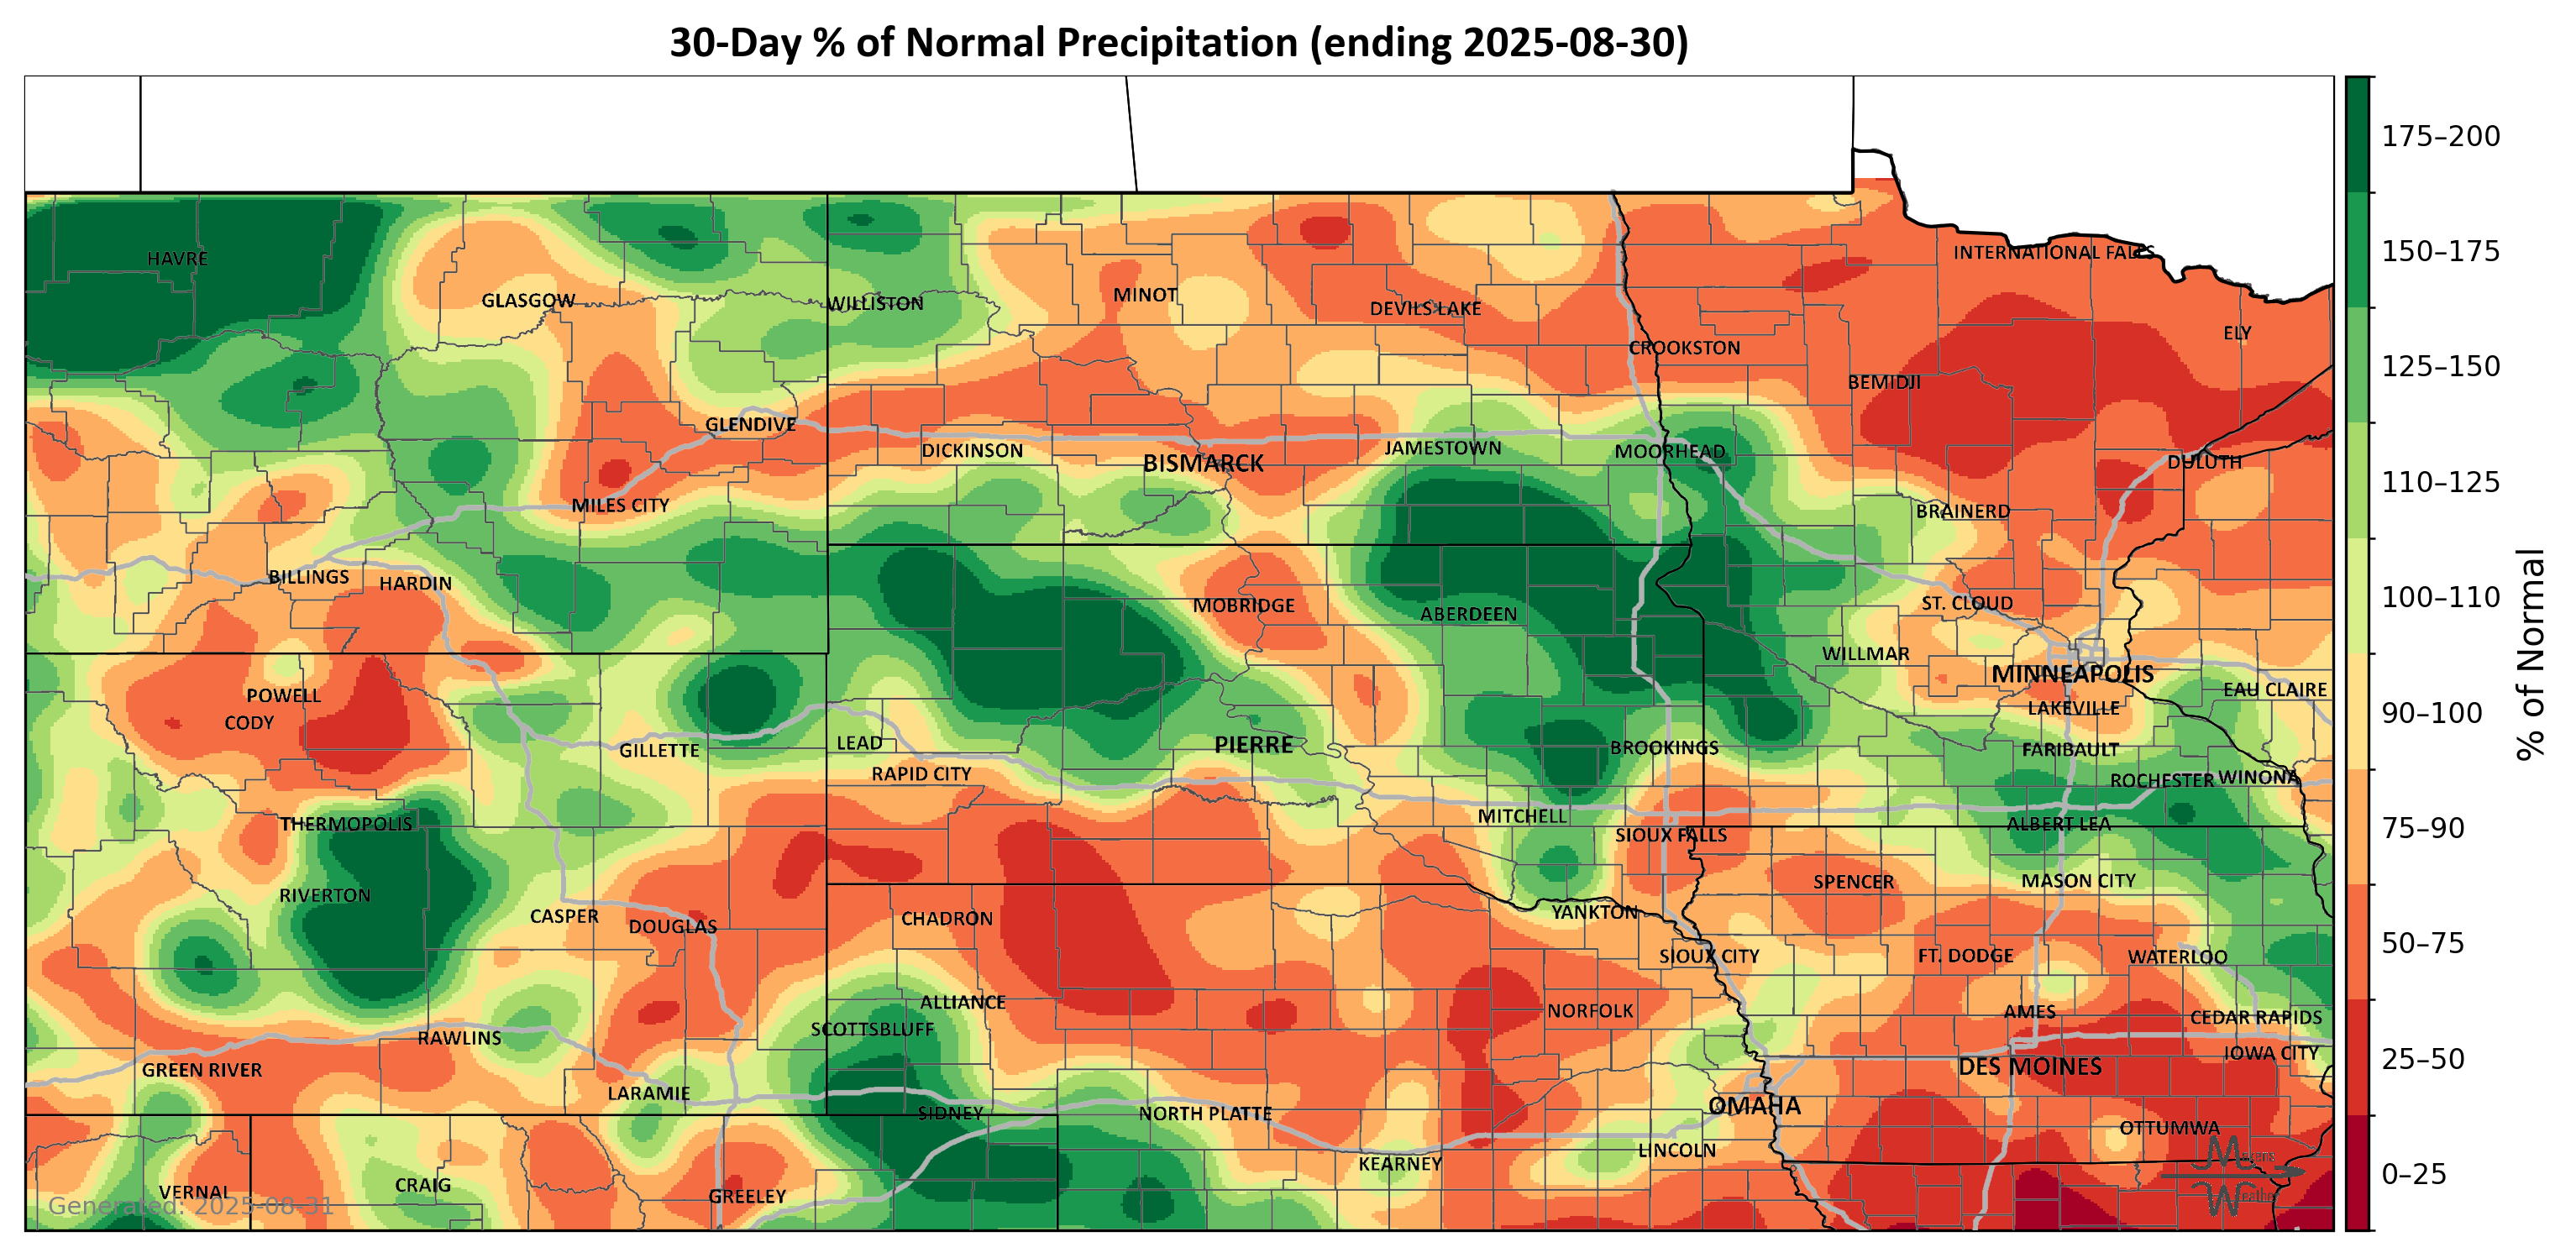 30-Day % of Normal Precipitation (ending 2025-08-30)
175–200
HAVRE
INTERNATIONAL FALLS
150–175
GLASGOW
WILLISTON
MINOT
DEVILS LAKE
ELY
CROOKSTON
125–150
BEMIDJI
GLENDIVE
DICKINSON
BISMARCK
JAMESTOWN
MOORHEAD
DULUTH
110–125
MILES CITY
BRAINERD
BILLINGS
HARDIN
100–110
MOBRIDGE
ABERDEEN
ST. CLOUD
WILLMAR
MINNEAPOLIS
% of Normal
POWELL
EAU CLAIRE
CODY
LAKEVILLE
90–100
GILLETTE
LEAD
PIERRE
BROOKINGS
FARIBAULT
RAPID CITY
ROCHESTER
WINONA
THERMOPOLIS
MITCHELL
ALBERT LEA
75–90
SIOUX FALLS
RIVERTON
SPENCER
MASON CITY
CASPER
DOUGLAS
CHADRON
YANKTON
SIOUX CITY
FT. DODGE
WATERLOO
50–75
ALLIANCE
NORFOLK
AMES
CEDAR RAPIDS
SCOTTSBLUFF
RAWLINS
IOWA CITY
25–50
GREEN RIVER
DES MOINES
LARAMIE
SIDNEY
NORTH PLATTE
OMAHA
OTTUMWA
KEARNEY
LINCOLN
0–25
VERNAL
CRAIG
GREELEY
Generated: 2025-08-31